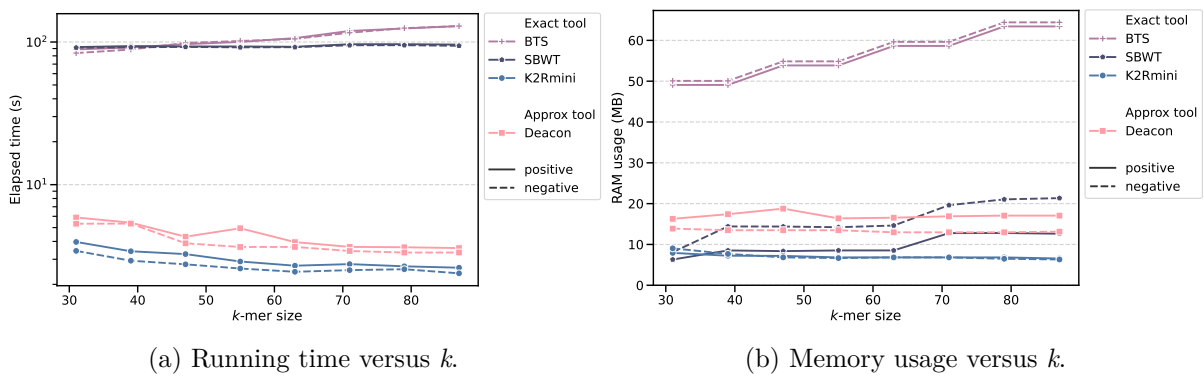 Elapsed time (s)
10²
10¹
30
40
50
60
70
80
k-mer size
Exact tool
BTS
SBWT
K2Rmini
Approx tool
Deacon
positive
negative
(a) Running time versus k.
RAM usage (MB)
60
50
40
30
20
10
0
30
40
50
60
70
80
k-mer size
Exact tool
BTS
SBWT
K2Rmini
Approx tool
Deacon
positive
negative
(b) Memory usage versus k.